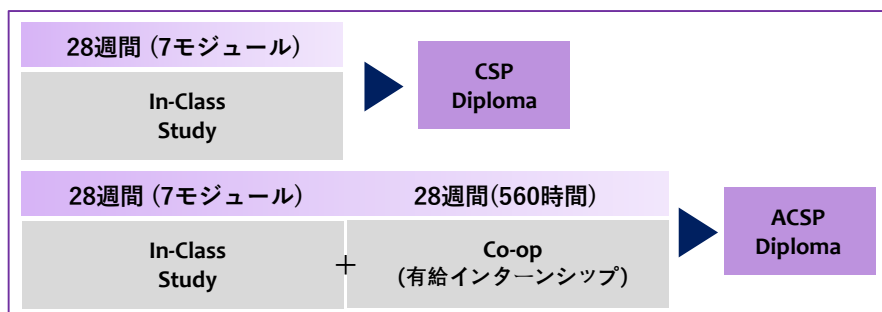 28週間 (7モジュール)
In-Class
Study
CSP
Diploma
28週間 (7モジュール)
28週間(560時間)
In-Class
Study
+
Co-op
(有給インターンシップ)
ACSP
Diploma